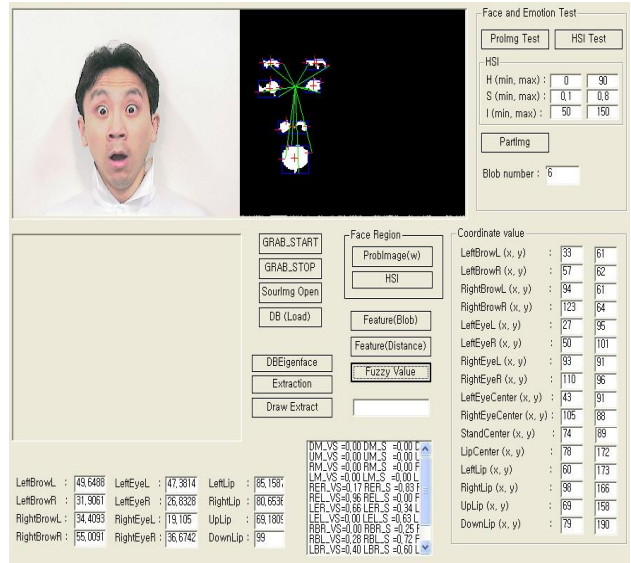 Face and Emotion Test
ProImg Test
HSI Test
HSI
H (min, max) : 0 90
S (min, max) : 0,1 0,8
I (min, max) : 50 150
PartImg
Blob number : 6
GRAB_START
GRAB_STOP
SourImg Open
DB (Load)
DBEigenface
Extraction
Draw Extract
Face Region
ProbImage(w)
HSI
Feature(Blob)
Feature(Distance)
Fuzzy Value
Coordinate value
LeftBrowL (x, y) : 33 61
LeftBrowR (x, y) : 57 62
RightBrowL (x, y) : 94 61
RightBrowR (x, y) : 123 64
LeftEyeL (x, y) : 27 95
LeftEyeR (x, y) : 50 101
RightEyeL (x, y) : 93 91
RightEyeR (x, y) : 110 96
LeftEyeCenter (x, y) : 43 91
RightEyeCenter (x, y) : 105 88
StandCenter (x, y) : 74 89
LipCenter (x, y) : 78 172
LeftLip (x, y) : 60 173
RightLip (x, y) : 98 166
UpLip (x, y) : 69 158
DownLip (x, y) : 79 190
LeftBrowL : 49,6488 LeftEyeL : 47,3814 LeftLip : 85,1587
LeftBrowR : 31,9061 LeftEyeR : 26,8328 RightLip : 80,6536
RightBrowL : 34,4093 RightEyeL : 19,105 UpLip : 69,1809
RightBrowR : 55,0091 RightEyeR : 36,6742 DownLip : 99
DM_VS =0,00 DM_S =0,00
UM_VS =0,00 UM_S =0,00 L
RM_VS =0,00 RM_S =0,00 F
LM_VS =0,00 LM_S =0,00 L
RER_VS=0,17 RER_S =0,83 F
REL_VS=0,96 REL_S =0,00 F
LER_VS=0,66 LER_S =0,34 L
LEL_VS=0,00 LEL_S =0,63 L
RBR_VS=0,00 RBR_S =0,25 F
RBL_VS=0,28 RBL_S =0,72 F
LBR_VS=0,40 LBR_S =0,60 L